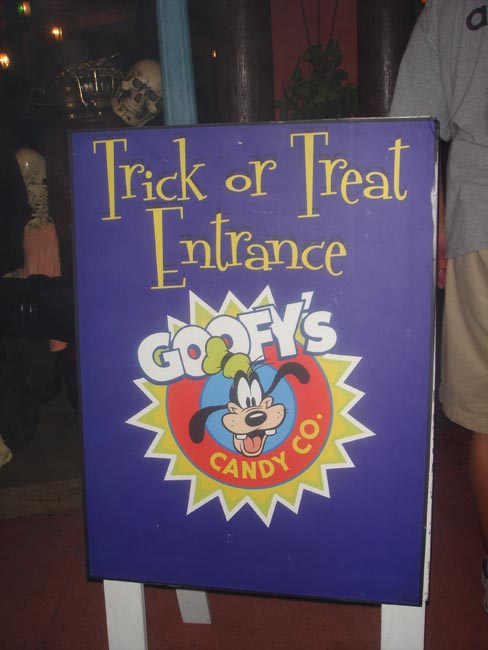 Trick or Treat
Entrance
GOOFY'S
CANDY CO.